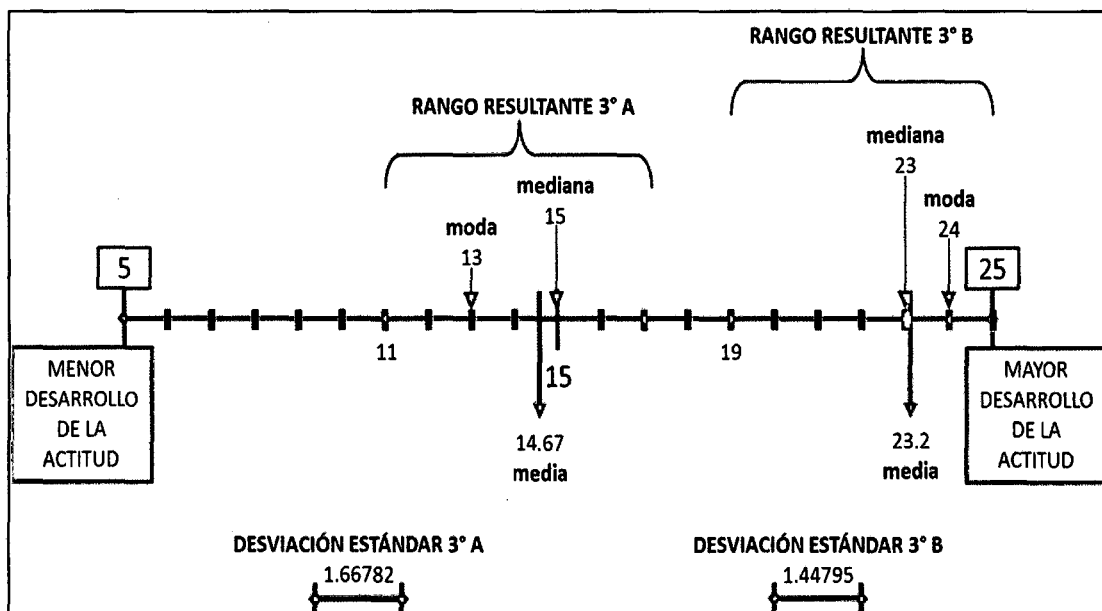 RANGO RESULTANTE 3° B
RANGO RESULTANTE 3° A
mediana
23
mediana
15
moda
24
moda
13
5
25
11
19
15
MENOR
DESARROLLO
DE LA
ACTITUD
MAYOR
DESARROLLO
DE LA
ACTITUD
14.67
media
23.2
media
DESVIACIÓN ESTÁNDAR 3° A
1.66782
DESVIACIÓN ESTÁNDAR 3° B
1.44795